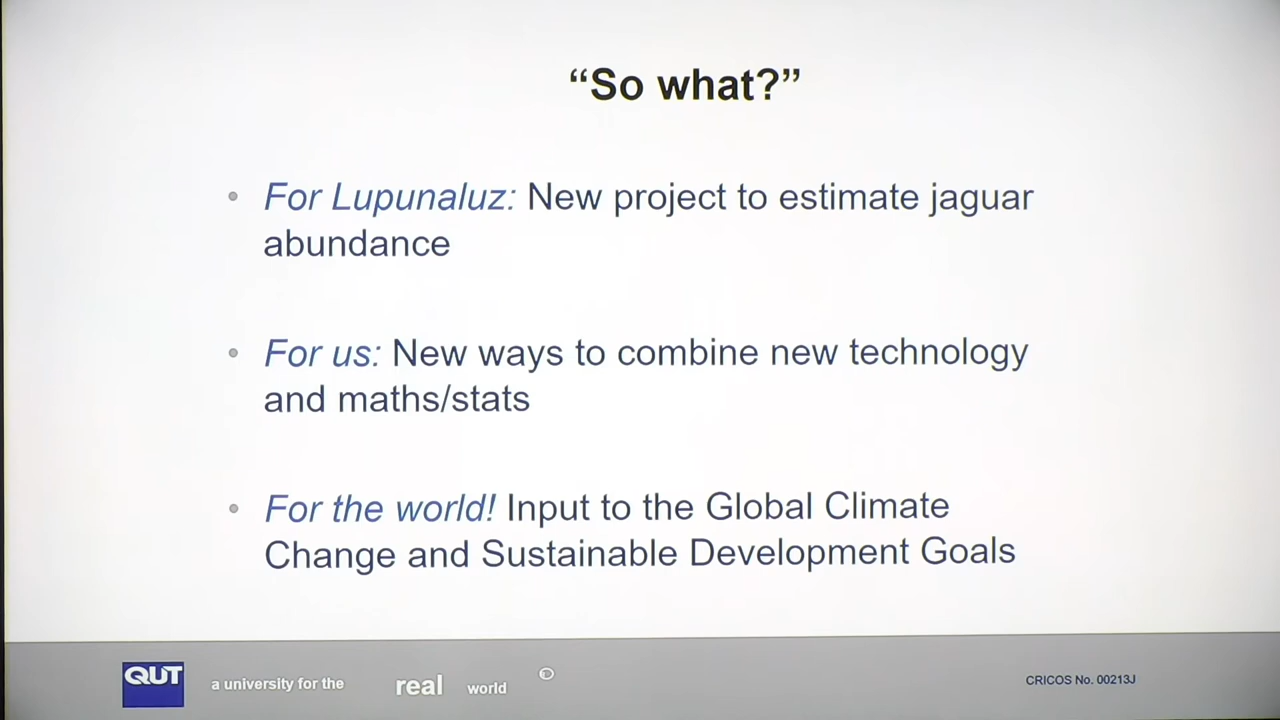 “So what?”
• For Lupunaluz: New project to estimate jaguar
abundance
• For us: New ways to combine new technology
and maths/stats
• For the world! Input to the Global Climate
Change and Sustainable Development Goals
QUT
a university for the real world
CRICOS No. 00213J